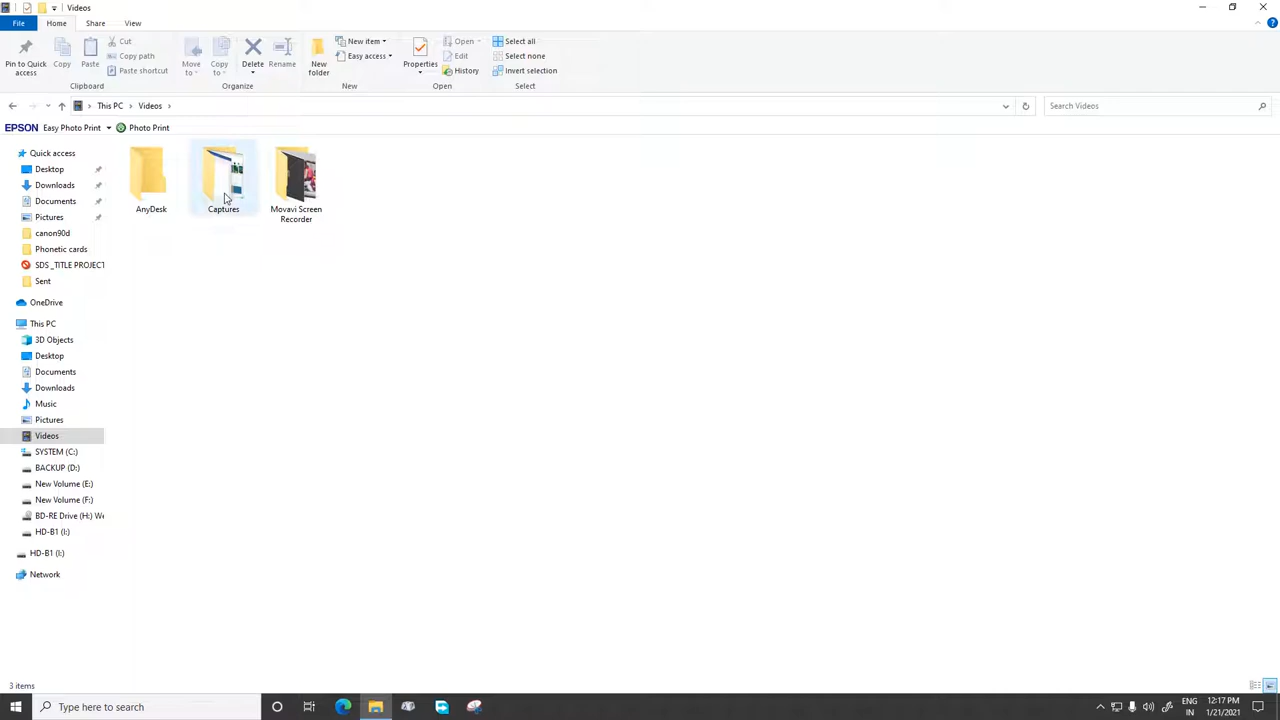 Videos
File Home Share View
Pin to Quick access
Copy
Paste
Cut
Copy path
Paste shortcut
Clipboard
Move to
Copy to
Delete
Rename
Organize
New folder
New item
Easy access
New
Properties
Open
Edit
History
Open
Select all
Select none
Invert selection
Select
This PC Videos
Search Videos
EPSON Easy Photo Print Photo Print
Quick access
Desktop
Downloads
Documents
Pictures
canon90d
Phonetic cards
SDS _TITLE PROJECT
Sent
OneDrive
This PC
3D Objects
Desktop
Documents
Downloads
Music
Pictures
Videos
SYSTEM (C:)
BACKUP (D:)
New Volume (E:)
New Volume (F:)
BD-RE Drive (H:) We
HD-B1 (I:)
HD-B1 (I:)
Network
AnyDesk
Captures
Movavi Screen
Recorder
3 items
Type here to search
ENG
IN
12:17 PM
1/21/2021